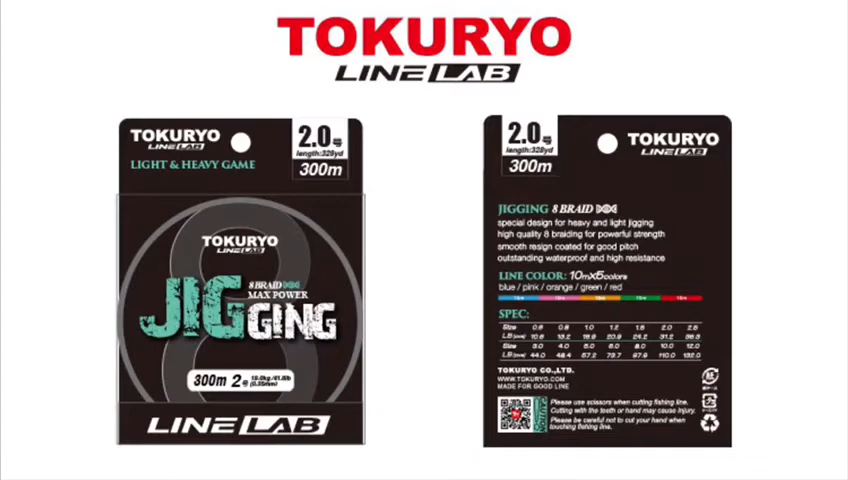 TOKURYO
LINE LAB
TOKURYO
LINE LAB
LIGHT & HEAVY GAME
2.0号
length:328yd
300m
TOKURYO
LINE LAB
8 BRAID
MAX POWER
JIGGING
300m 2号
LINE LAB
2.0号
length:328yd
300m
TOKURYO
LINE LAB
JIGGING 8 BRAID
special design for heavy and light jigging
high quality 8 braiding for powerful strength
smooth resign coated for good pitch
outstanding waterproof and high resistance
LINE COLOR: 10mX5colors
blue / pink / orange / green / red
10m 10m 10m 10m 10m
SPEC:
Size 0.6 0.8 1.0 1.2 1.5 2.0 2.5
Size 3.0 4.0 5.0 6.0 8.0 10.0 12.0
TOKURYO CO.,LTD.
WWW.TOKURYO.COM
MADE FOR GOOD LINE
Please use scissors when cutting fishing line.
Cutting with the teeth or hand may cause injury.
Please be careful not to cut your hand when
touching fishing line.